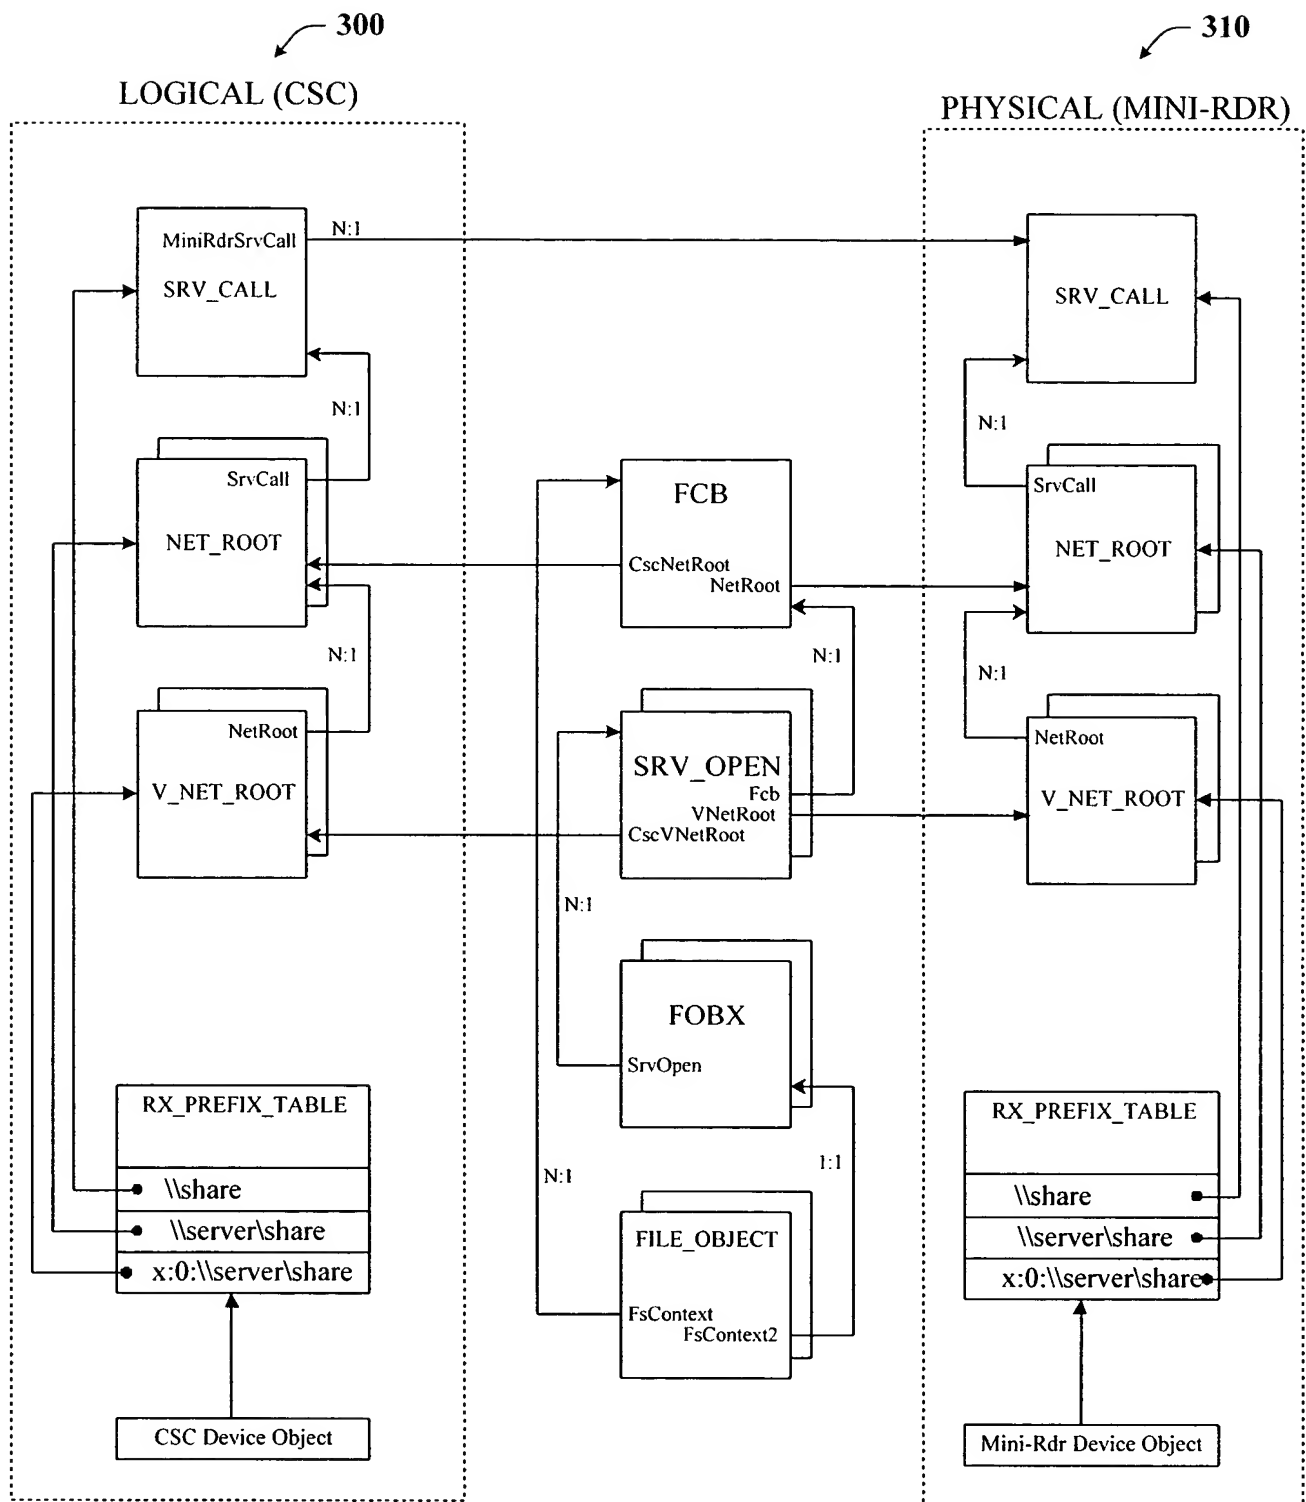 300
310
LOGICAL (CSC)
PHYSICAL (MINI-RDR)
MiniRdrSrvCall
SRV_CALL
N:1
N:1
SrvCall
NET_ROOT
N:1
NetRoot
V_NET_ROOT
RX_PREFIX_TABLE
\\share
\\server\share
x:0:\\server\share
CSC Device Object
FCB
CscNetRoot
NetRoot
N:1
SRV_OPEN
Fcb
VNetRoot
CscVNetRoot
N:1
FOBX
SrvOpen
N:1
1:1
FILE_OBJECT
FsContext
FsContext2
SRV_CALL
N:1
SrvCall
NET_ROOT
N:1
NetRoot
V_NET_ROOT
RX_PREFIX_TABLE
\\share
\\server\share
x:0:\\server\share
Mini-Rdr Device Object